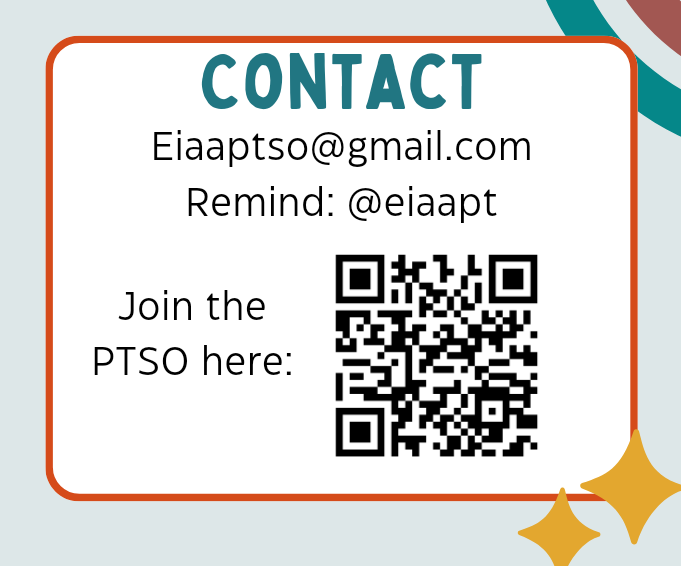 CONTACT
Eiaaptso@gmail.com
Remind: @eiaapt
Join the
PTSO here: